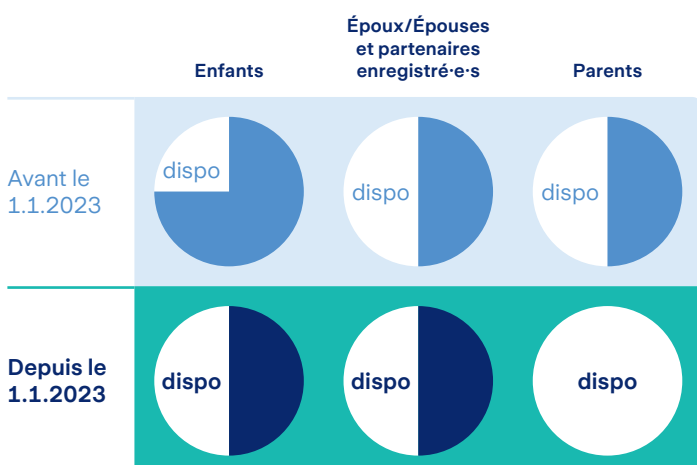 Époux/Épouses
et partenaires
Enfants enregistré·e·s Parents
dispo
Avant le
1.1.2023
dispo dispo
Depuis le
1.1.2023
dispo dispo dispo